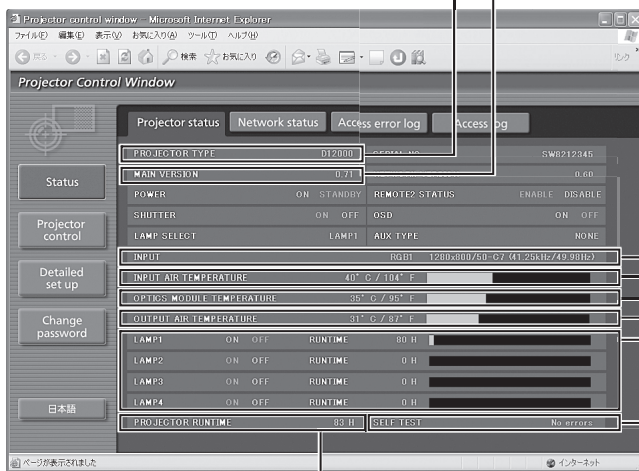 Projector control window - Microsoft Internet Explorer
ファイル(F) 編集(E) 表示(V) お気に入り(A) ツール(T) ヘルプ(H)
戻る 検索 お気に入り リンク
Projector Control Window
Projector status Network status Access error log Access log
Status
Projector control
Detailed set up
Change password
日本語
PROJECTOR TYPE D12000 SERIAL NO SW8212345
MAIN VERSION 0.71 0.60
POWER ON STANDBY REMOTE2 STATUS ENABLE DISABLE
SHUTTER ON OFF OSD ON OFF
LAMP SELECT LAMP1 AUX TYPE NONE
INPUT RGB1 1280x800/50-C7 (41.25kHz/49.98Hz)
INPUT AIR TEMPERATURE 40° C / 104° F
OPTICS MODULE TEMPERATURE 35° C / 95° F
OUTPUT AIR TEMPERATURE 31° C / 87° F
LAMP1 ON OFF RUNTIME 80 H
LAMP2 ON OFF RUNTIME 0 H
LAMP3 ON OFF RUNTIME 0 H
LAMP4 ON OFF RUNTIME 0 H
PROJECTOR RUNTIME 83 H SELF TEST No errors
ページが表示されました インターネット